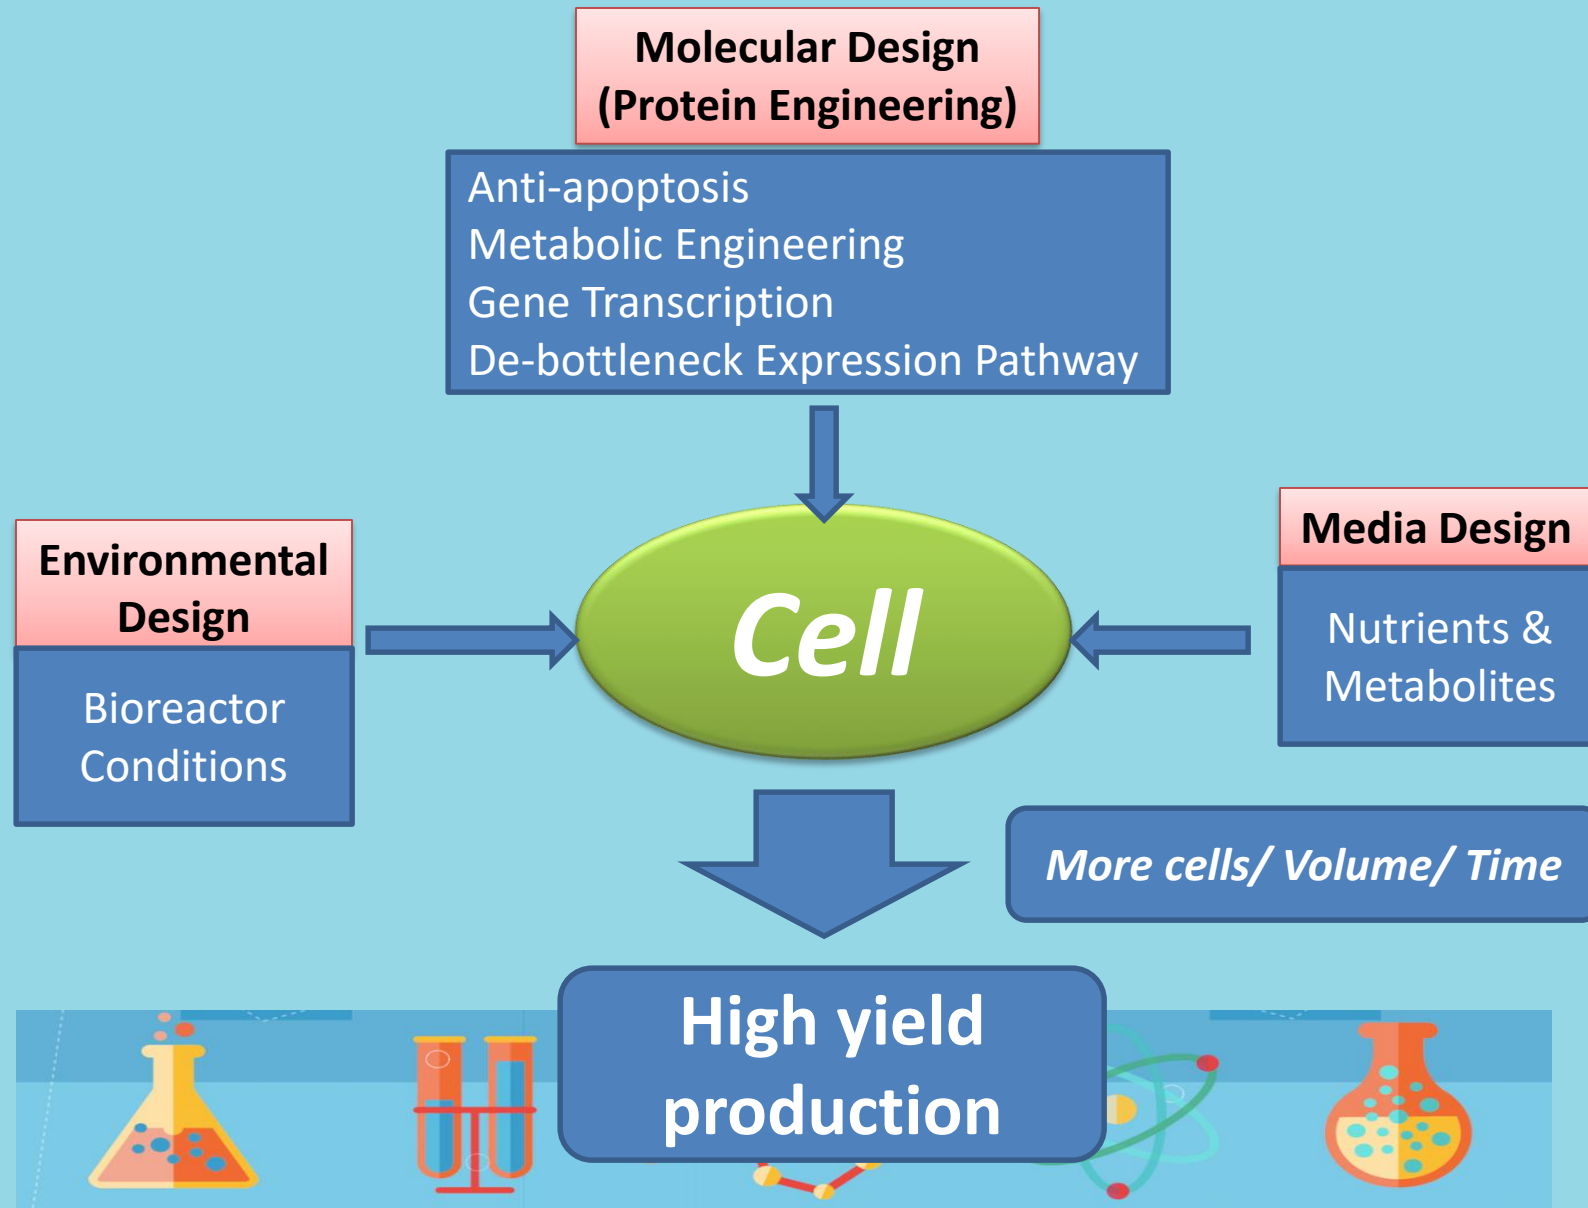 Molecular Design
(Protein Engineering)
Anti-apoptosis
Metabolic Engineering
Gene Transcription
De-bottleneck Expression Pathway
Environmental
Design
Bioreactor
Conditions
Cell
Media Design
Nutrients &
Metabolites
More cells/ Volume/ Time
High yield
production